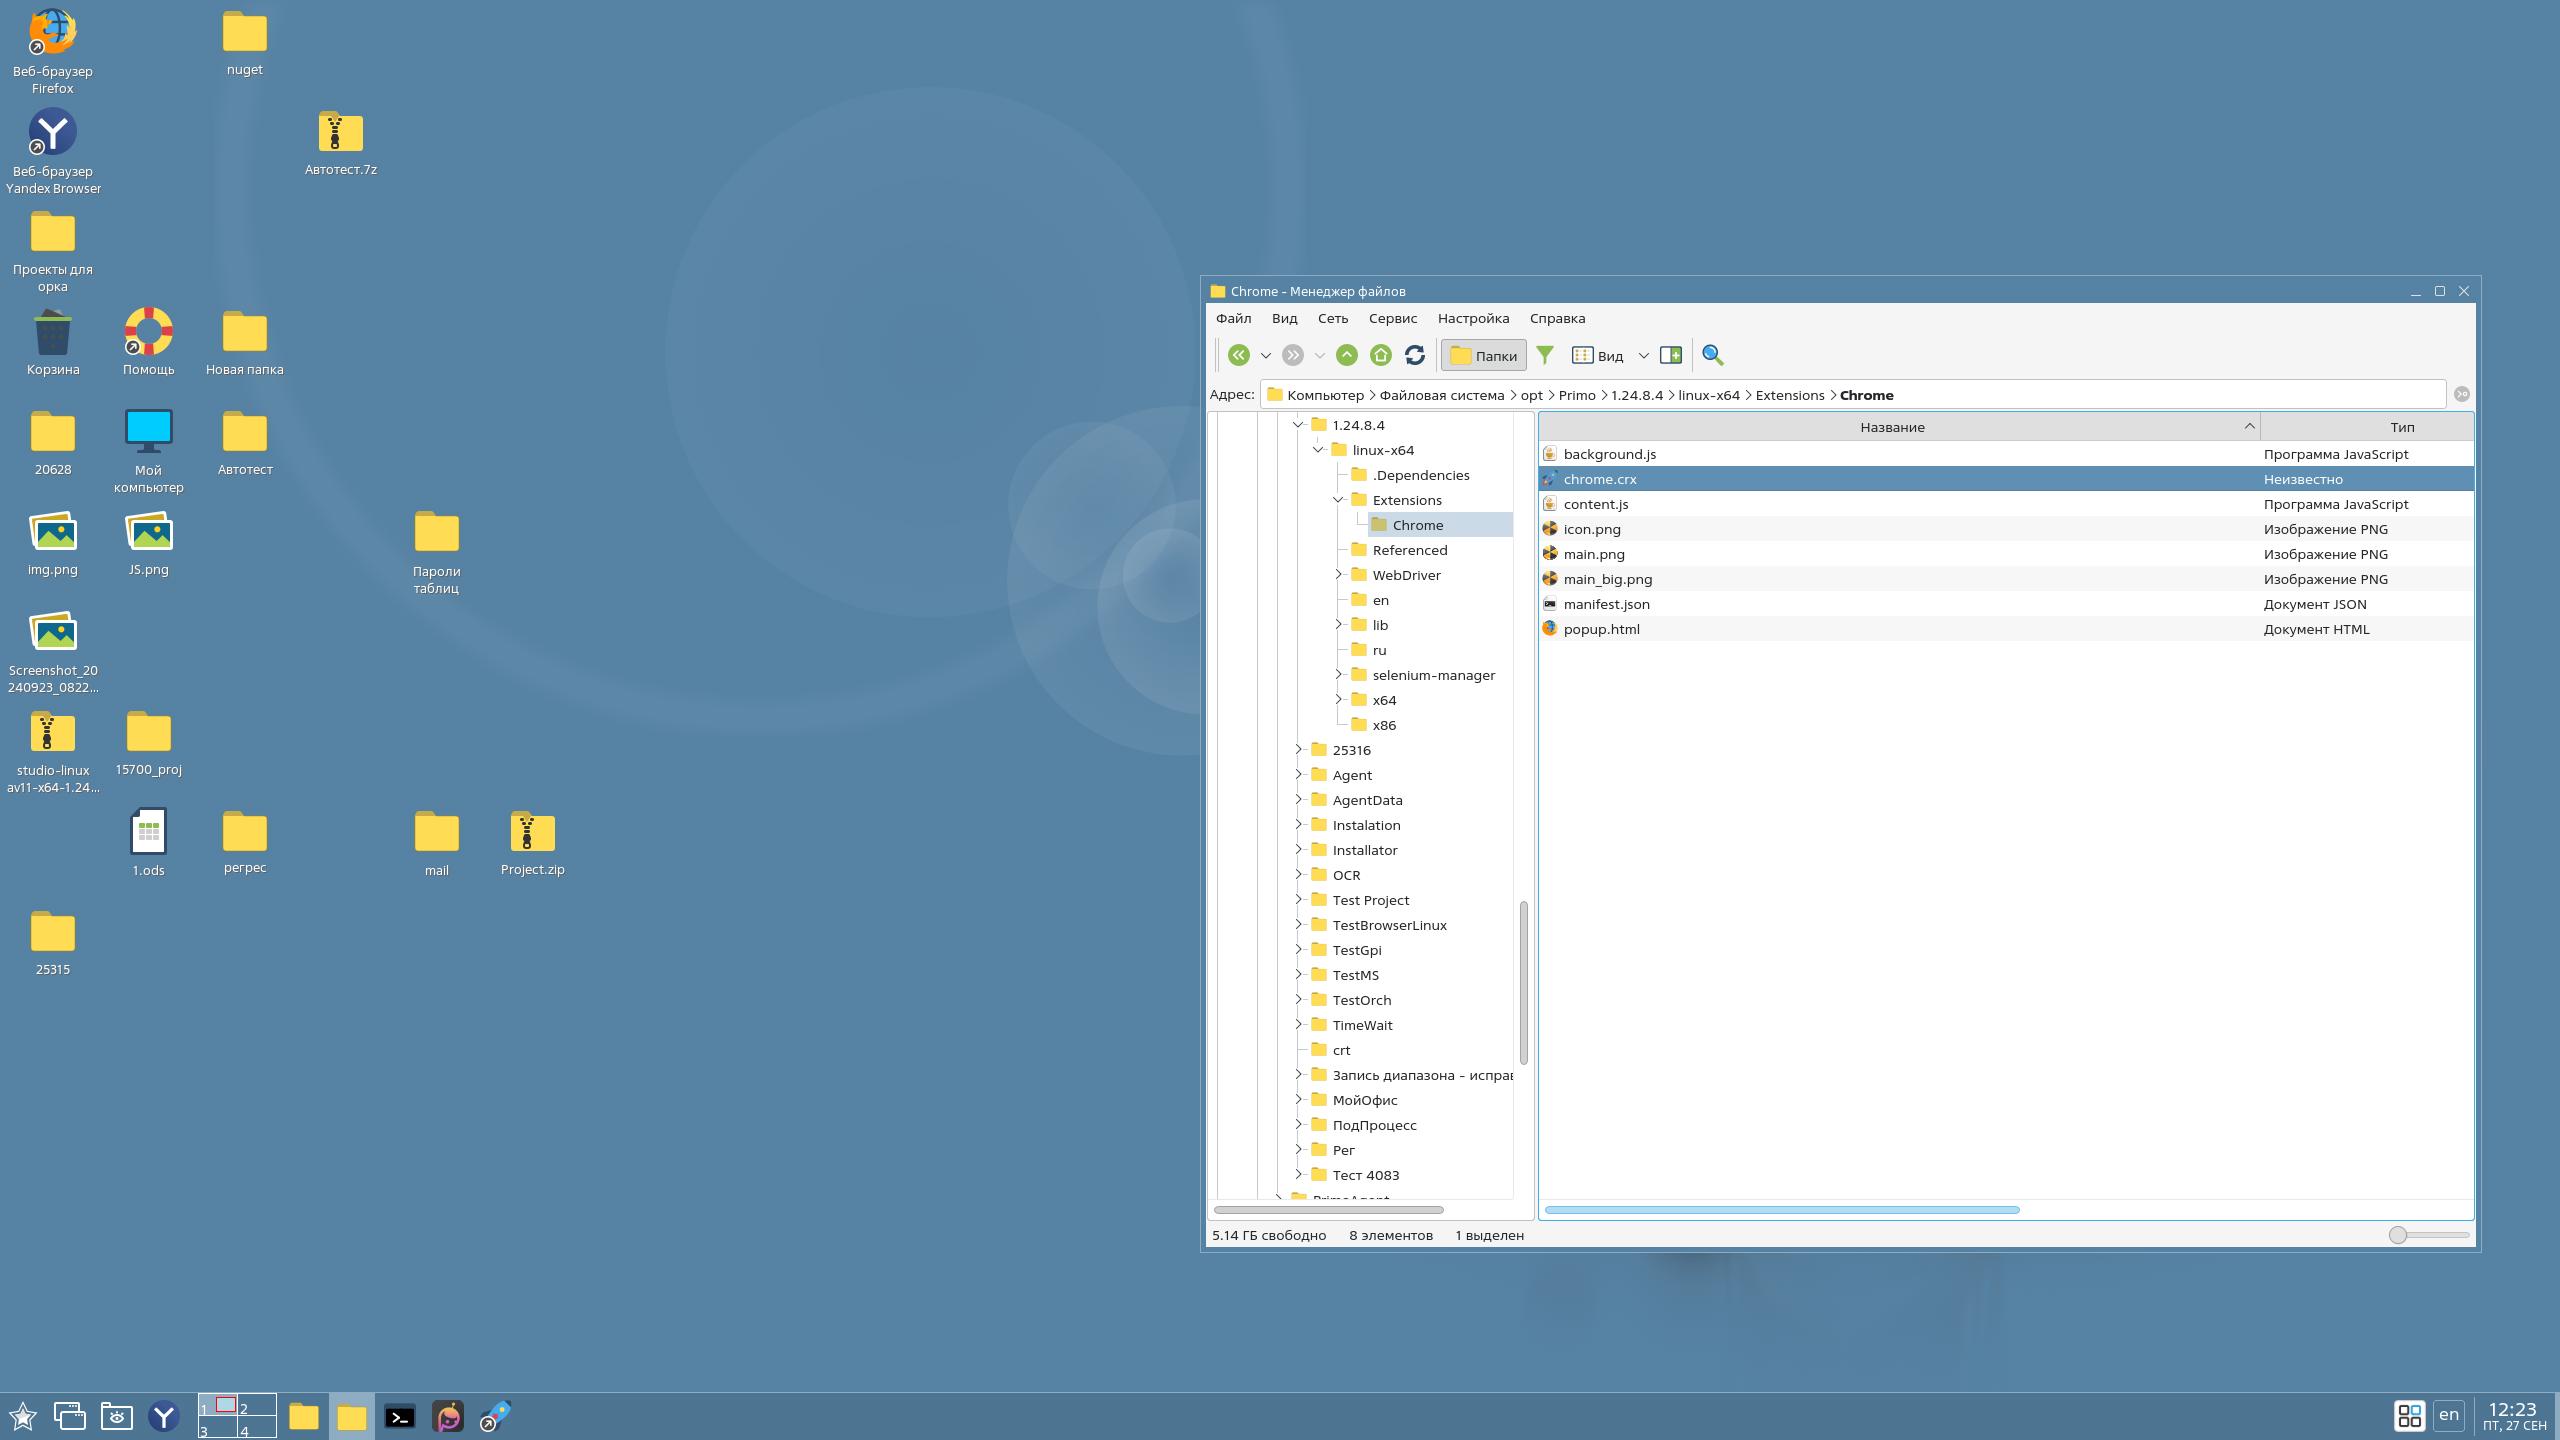 Веб-браузер
Firefox
nuget
Веб-браузер
Yandex Browser
Автотест.7z
Проекты для
орка
Корзина
Помощь
Новая папка
20628
Мой
компьютер
Автотест
img.png
JS.png
Пароли
таблиц
Screenshot_20
240923_0822...
studio-linux
av11-x64-1.24...
15700_proj
1.ods
регрес
mail
Project.zip
25315
Chrome - Менеджер файлов
Файл Вид Сеть Сервис Настройка Справка
Папки Вид
Адрес: Компьютер Файловая система opt Primo 1.24.8.4 linux-x64 Extensions Chrome
1.24.8.4
linux-x64
.Dependencies
Extensions
Chrome
Referenced
WebDriver
en
lib
ru
selenium-manager
x64
x86
25316
Agent
AgentData
Instalation
Installator
OCR
Test Project
TestBrowserLinux
TestGpi
TestMS
TestOrch
TimeWait
crt
Запись диапазона - исправ
МойОфис
ПодПроцесс
Рег
Тест 4083
Название Тип
background.js Программа JavaScript
chrome.crx Неизвестно
content.js Программа JavaScript
icon.png Изображение PNG
main.png Изображение PNG
main_big.png Изображение PNG
manifest.json Документ JSON
popup.html Документ HTML
5.14 ГБ свободно 8 элементов 1 выделен
1 2
3 4
en
12:23
ПТ, 27 СЕН